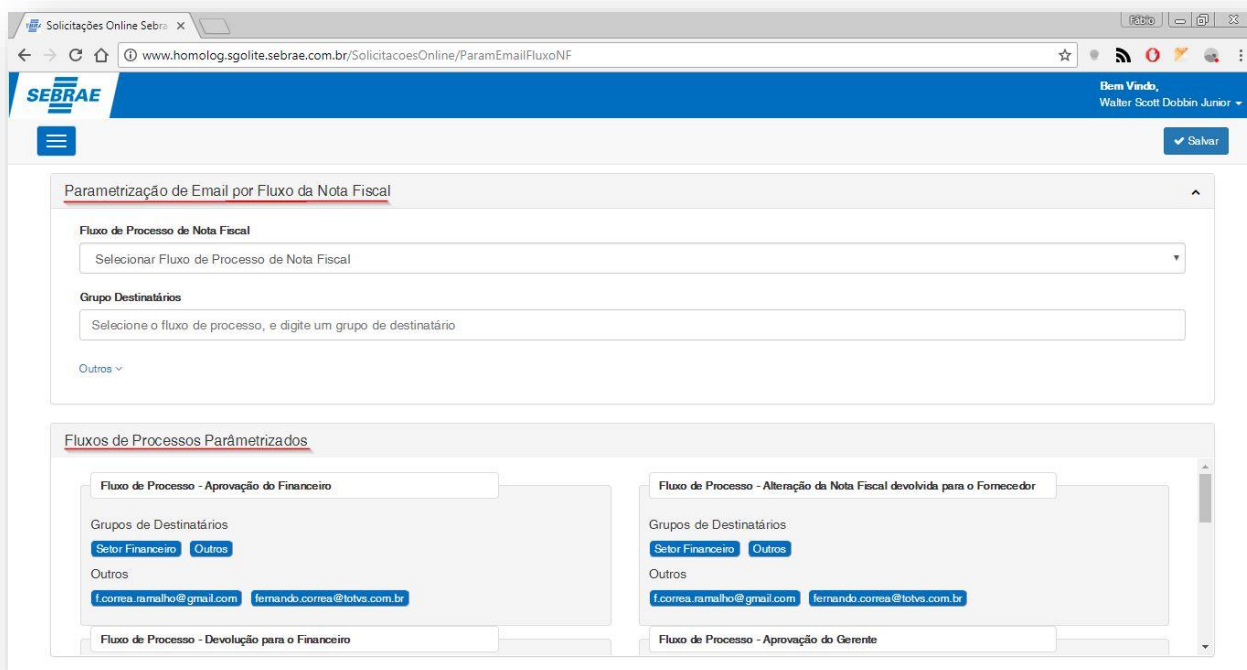 Solicitações Online Sebra
Fábio
www.homolog.sgolite.sebrae.com.br/SolicitacoesOnline/ParamEmailFluxoNF
SEBRAE
Bem Vindo,
Walter Scott Dobbin Junior
Salvar
Parametrização de Email por Fluxo da Nota Fiscal
Fluxo de Processo de Nota Fiscal
Selecionar Fluxo de Processo de Nota Fiscal
Grupo Destinatários
Selecione o fluxo de processo, e digite um grupo de destinatário
Outros
Fluxos de Processos Parâmetrizados
Fluxo de Processo - Aprovação do Financeiro
Grupos de Destinatários
Setor Financeiro Outros
Outros
f.correa.ramalho@gmail.com fernando.correa@totvs.com.br
Fluxo de Processo - Alteração da Nota Fiscal devolvida para o Fornecedor
Grupos de Destinatários
Setor Financeiro Outros
Outros
f.correa.ramalho@gmail.com fernando.correa@totvs.com.br
Fluxo de Processo - Devolução para o Financeiro
Fluxo de Processo - Aprovação do Gerente